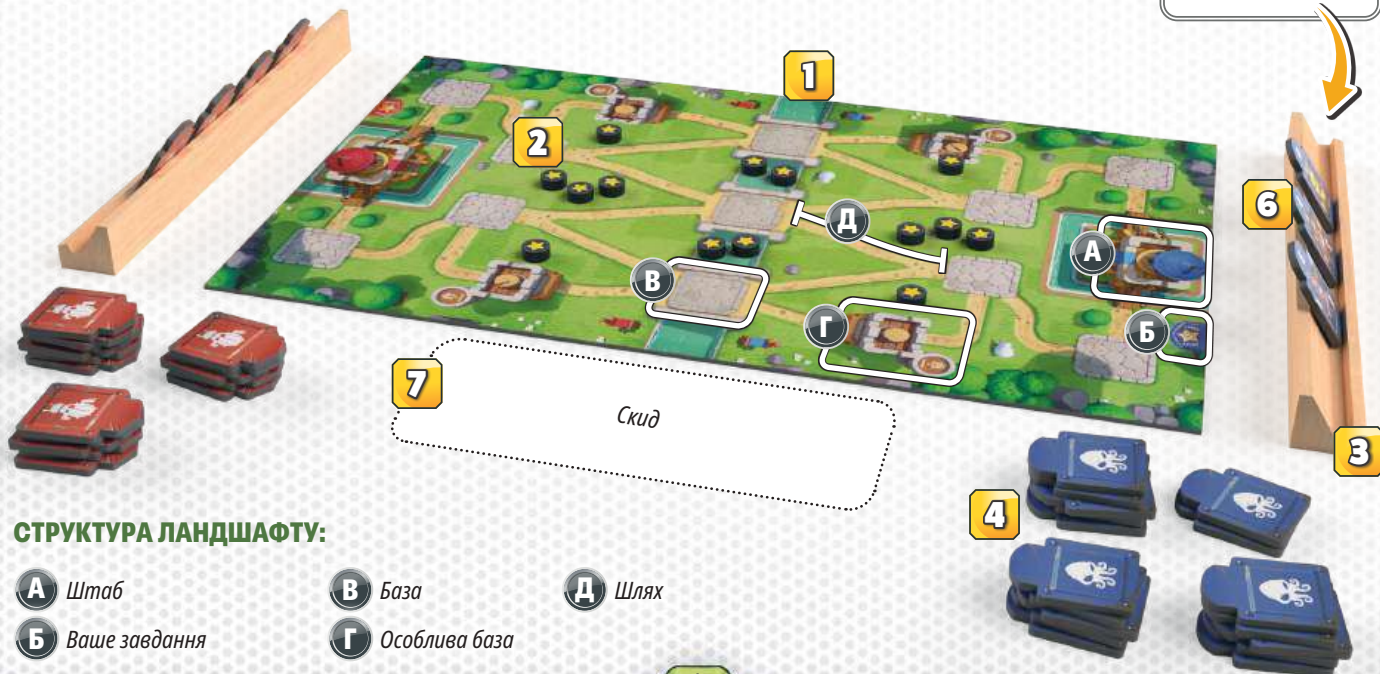 1
2
Д
6
А
В
Г
Б
7
Скид
3
4
СТРУКТУРА ЛАНДШАФТУ:
А Штаб
В База
Д Шлях
Б Ваше завдання
Г Особлива база